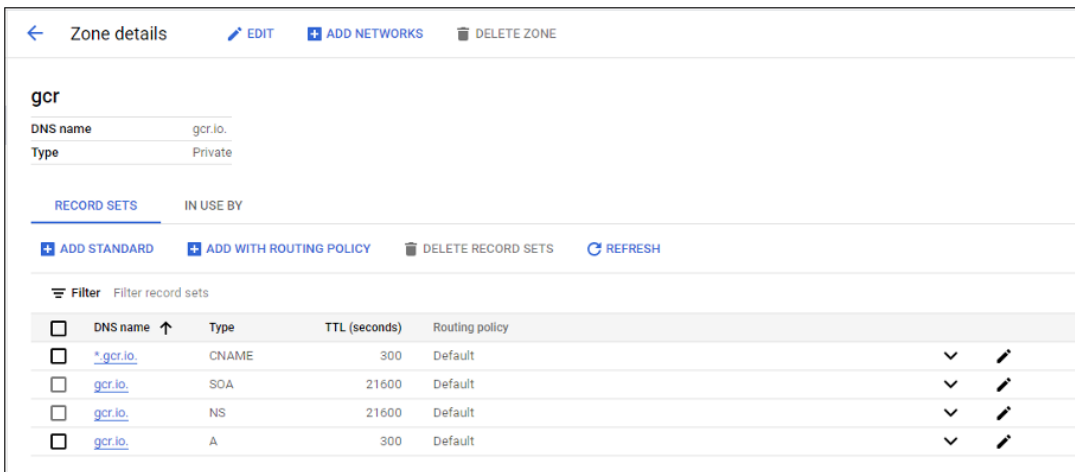 Zone details EDIT ADD NETWORKS DELETE ZONE
gcr
DNS name gcr.io.
Type Private
RECORD SETS IN USE BY
ADD STANDARD ADD WITH ROUTING POLICY DELETE RECORD SETS REFRESH
Filter Filter record sets
DNS name Type TTL (seconds) Routing policy
*.gcr.io. CNAME 300 Default
gcr.io. SOA 21600 Default
gcr.io. NS 21600 Default
gcr.io. A 300 Default